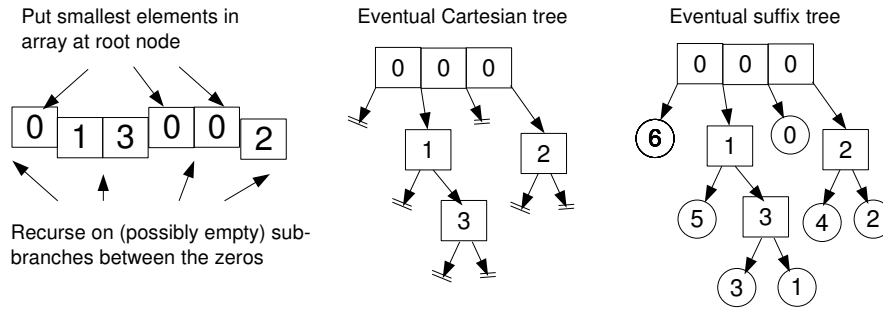 Put smallest elements in
array at root node
0 1 3 0 0 2
Recurse on (possibly empty) sub-
branches between the zeros
Eventual Cartesian tree
0 0 0
1 2
3
Eventual suffix tree
0 0 0
6 1 0 2
5 3 4 2
3 1